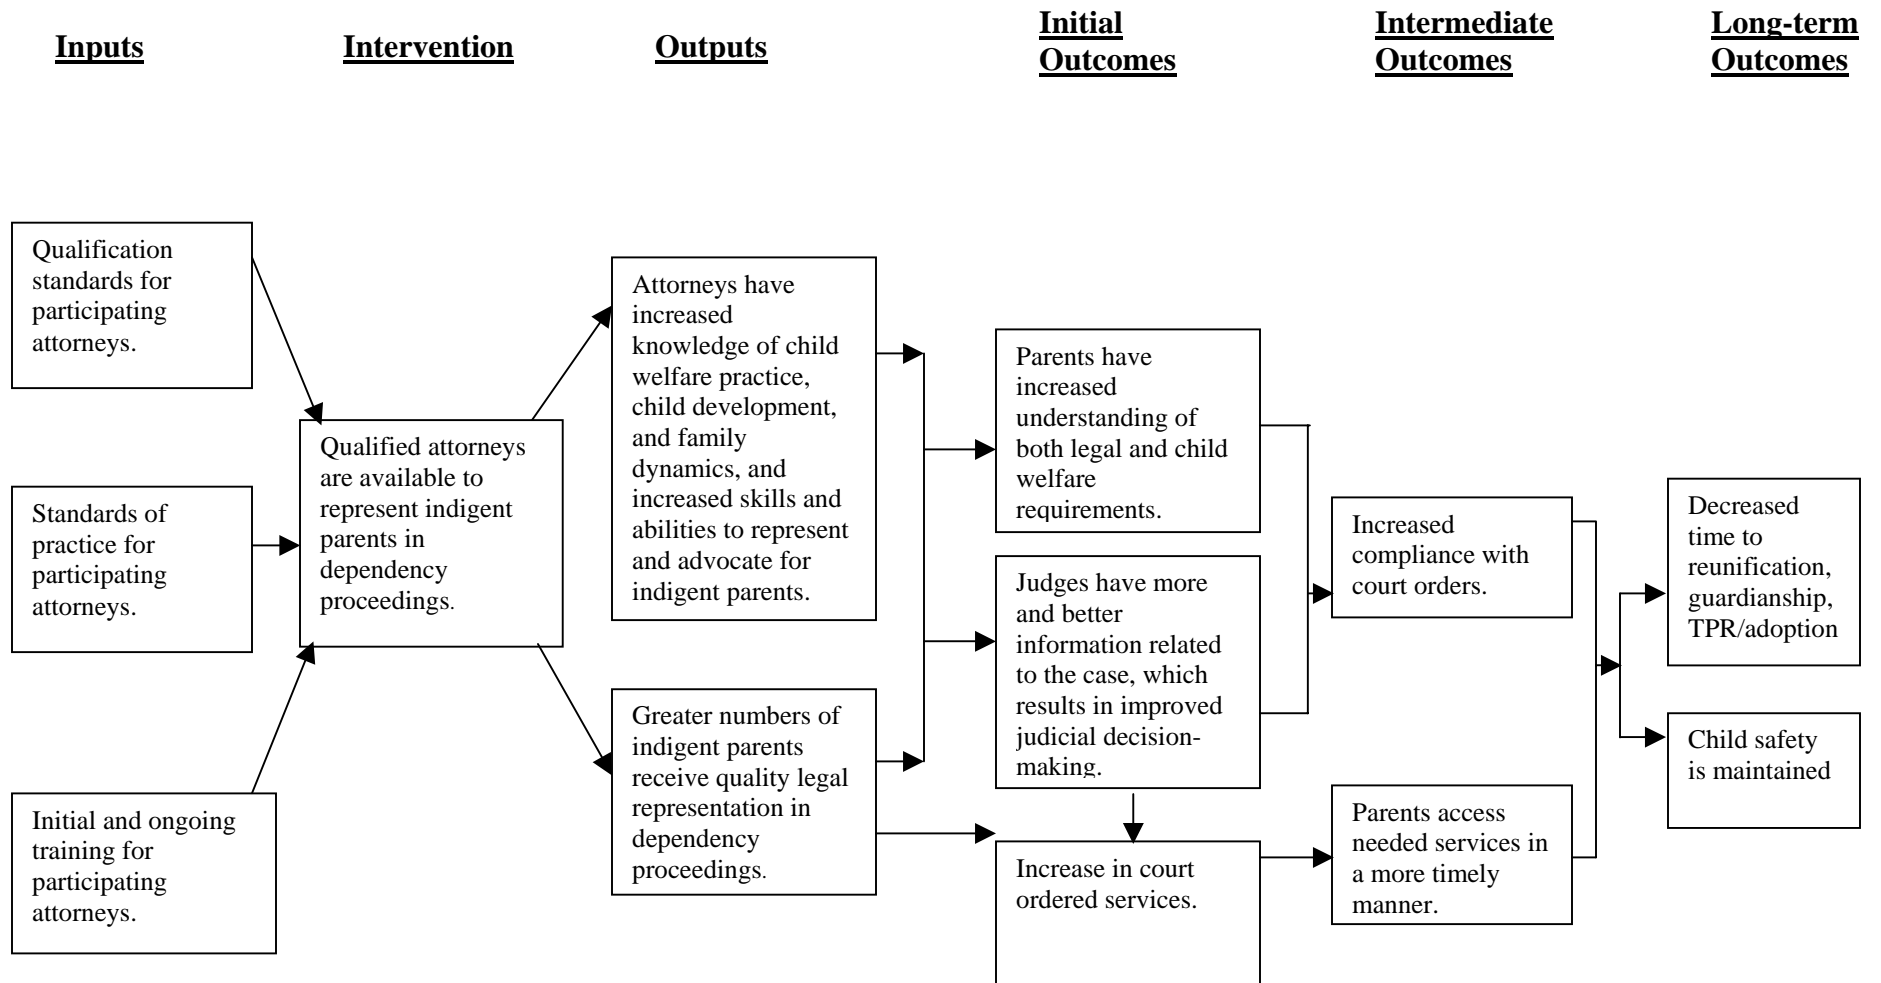 Inputs
Intervention
Outputs
Initial
Outcomes
Intermediate
Outcomes
Long-term
Outcomes
Qualification
standards for
participating
attorneys.
Standards of
practice for
participating
attorneys.
Initial and ongoing
training for
participating
attorneys.
Qualified attorneys
are available to
represent indigent
parents in
dependency
proceedings.
Attorneys have
increased
knowledge of child
welfare practice,
child development,
and family
dynamics, and
increased skills and
abilities to represent
and advocate for
indigent parents.
Greater numbers of
indigent parents
receive quality legal
representation in
dependency
proceedings.
Parents have
increased
understanding of
both legal and child
welfare
requirements.
Judges have more
and better
information related
to the case, which
results in improved
judicial decision-
making.
Increase in court
ordered services.
Increased
compliance with
court orders.
Parents access
needed services in
a more timely
manner.
Decreased
time to
reunification,
guardianship,
TPR/adoption
Child safety
is maintained